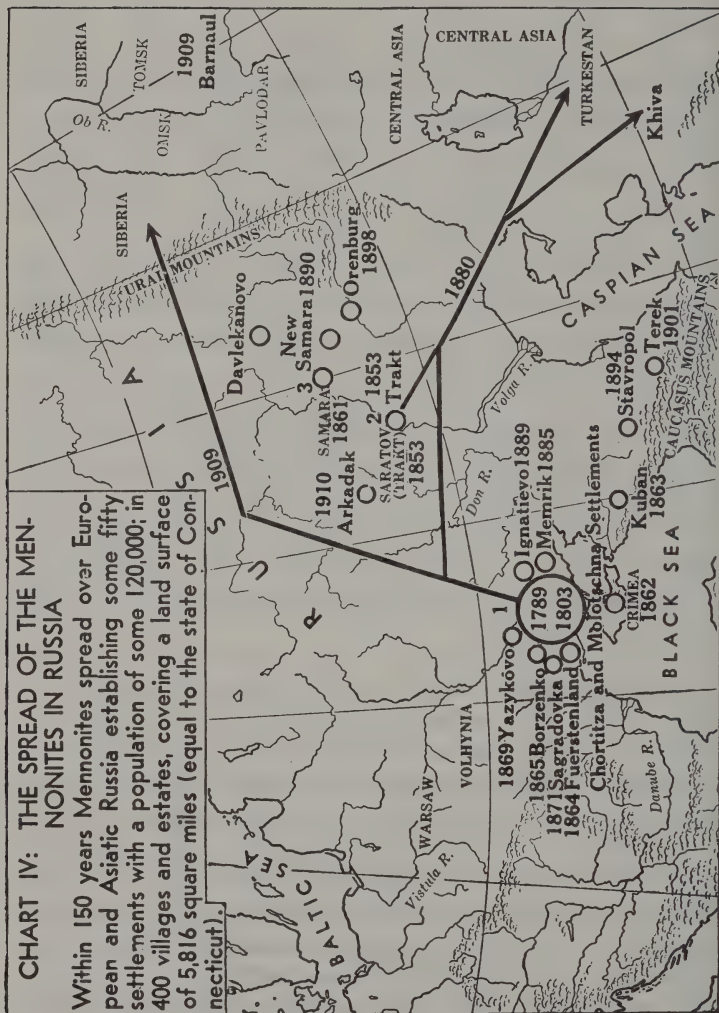 CHART IV: THE SPREAD OF THE MEN-
NONITES IN RUSSIA
Within 150 years Mennonites spread over Euro-
pean and Asiatic Russia establishing some fifty
settlements with a population of some 120,000; in
400 villages and estates, covering a land surface
of 5,816 square miles (equal to the state of Con-
necticut).
SIBERIA
TOMSK
Ob R.
OMSK
1909
Barnaul
PAVLODAR
SIBERIA
URAL MOUNTAINS
CENTRAL ASIA
CENTRAL ASIA
TURKESTAN
Khiva
1880
1909
RUSSIA
Davlekanovo
New
Samara 1890
3
Orenburg
1898
SAMARA
1861
1910
Arkadak
2
1853
Trakt
SARATOV
(TRAKT)
1853
Volga R.
Don R.
CASPIAN SEA
BALTIC SEA
WARSAW
Vistula R.
VOLHYNIA
1
1789
1803
Ignatievo 1889
Memrik 1885
1869 Yazykovo
1865 Borzenko
1871 Sagradovka
1864 Fuerstenland
Chortitza and Molotschna Settlements
CRIMEA
1862
Kuban
1863
1894
Stavropol
Terek
1901
CAUCASUS MOUNTAINS
BLACK SEA
Danube R.